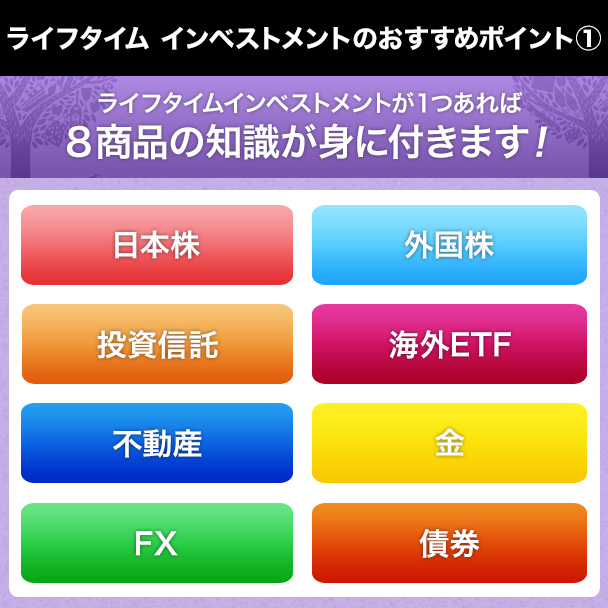 ライフタイム インベストメントのおすすめポイント①
ライフタイムインベストメントが1つあれば
8商品の知識が身に付きます！
日本株
外国株
投資信託
海外ETF
不動産
金
FX
債券